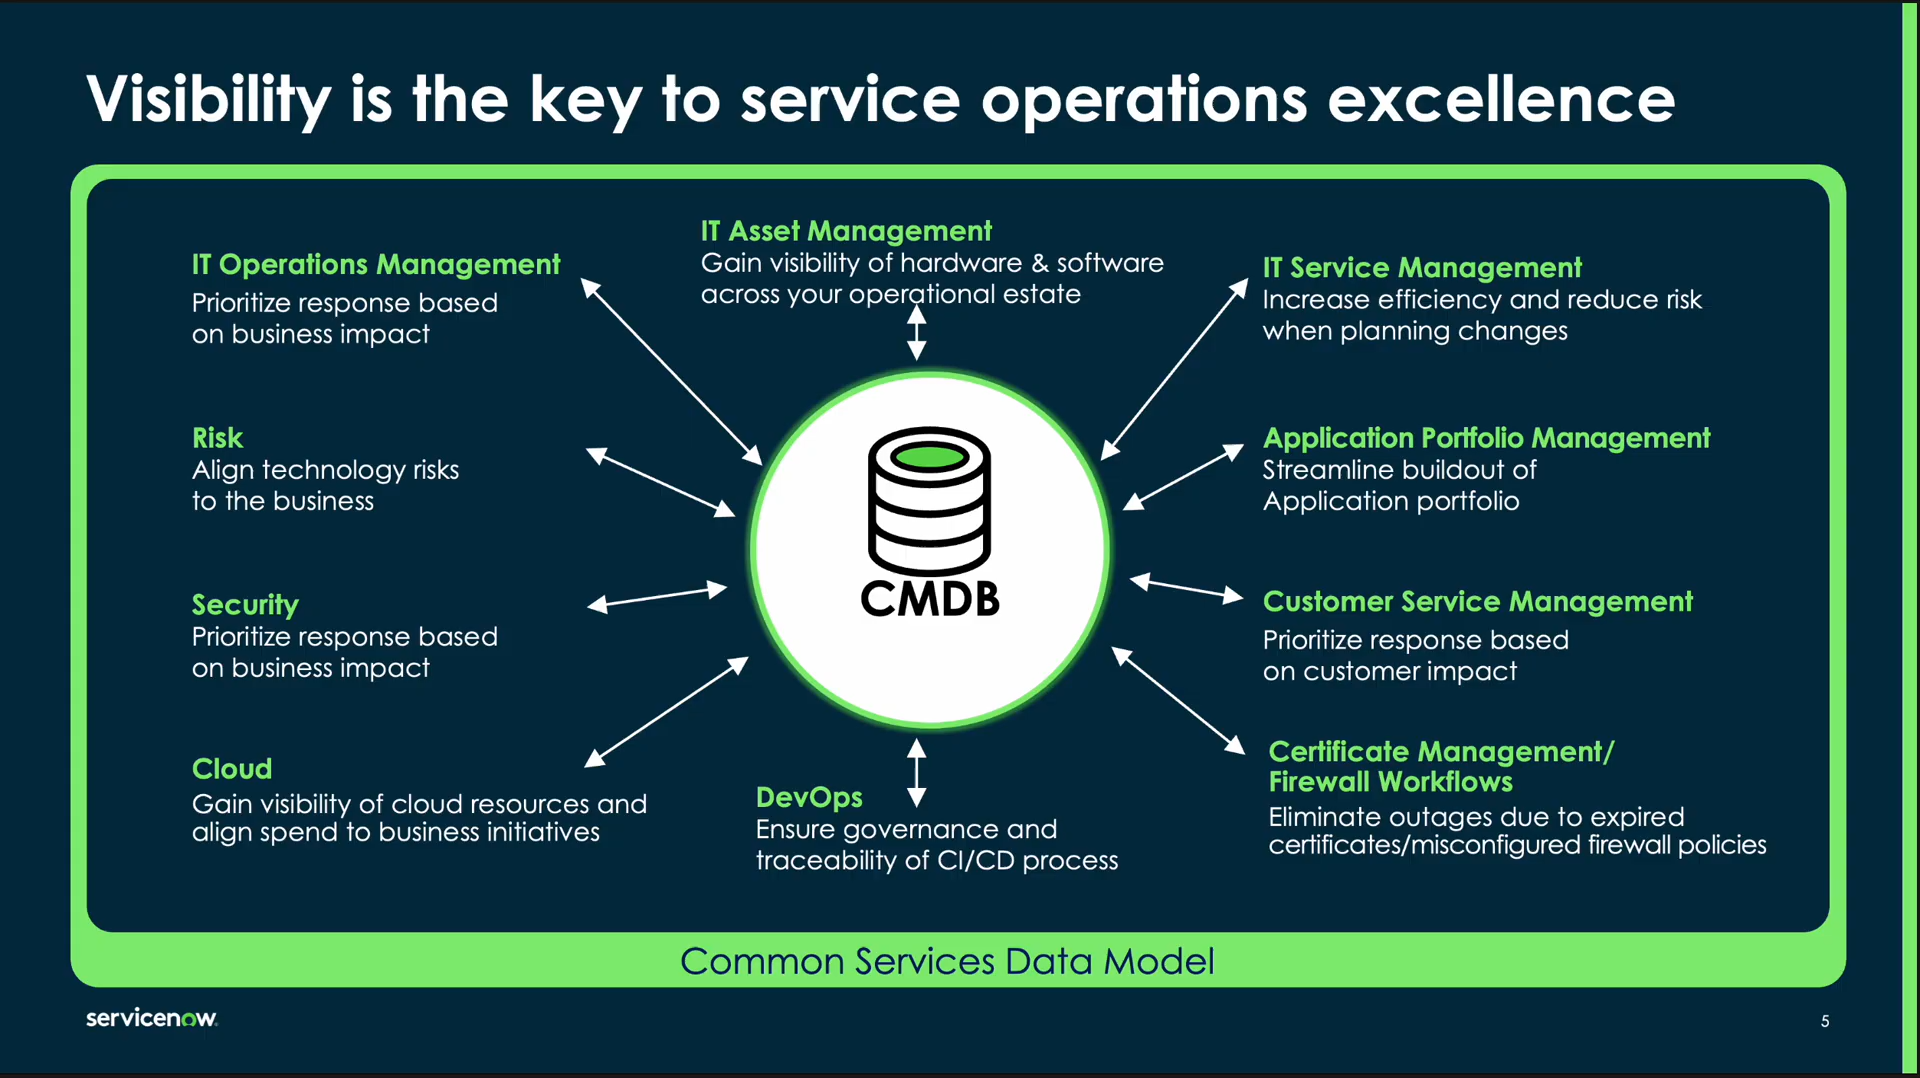 Visibility is the key to service operations excellence
IT Operations Management
Prioritize response based
on business impact
Risk
Align technology risks
to the business
Security
Prioritize response based
on business impact
Cloud
Gain visibility of cloud resources and
align spend to business initiatives
IT Asset Management
Gain visibility of hardware & software
across your operational estate
CMDB
DevOps
Ensure governance and
traceability of CI/CD process
IT Service Management
Increase efficiency and reduce risk
when planning changes
Application Portfolio Management
Streamline buildout of
Application portfolio
Customer Service Management
Prioritize response based
on customer impact
Certificate Management/
Firewall Workflows
Eliminate outages due to expired
certificates/misconfigured firewall policies
Common Services Data Model
servicenow
5